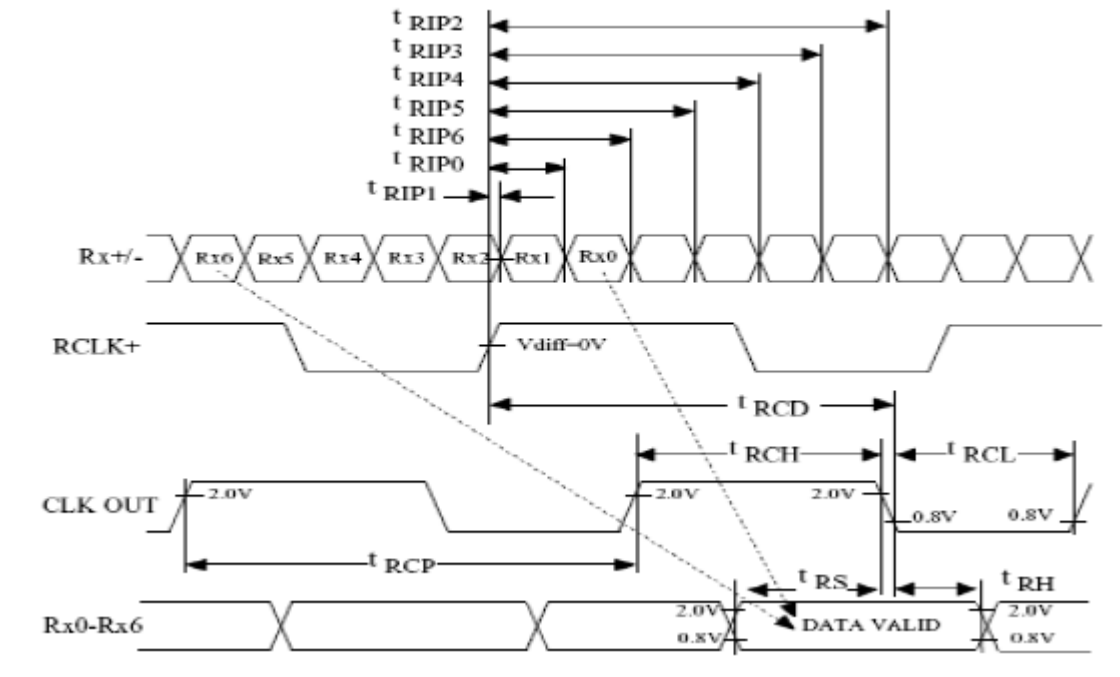 t RIP2
t RIP3
t RIP4
t RIP5
t RIP6
t RIP0
t RIP1
Rx+/- Rx6 Rx5 Rx4 Rx3 Rx2 Rx1 Rx0
RCLK+ Vdiff=0V
t RCD
t RCH t RCL
CLK OUT 2.0V 2.0V 2.0V 0.8V 0.8V
t RCP
t RS t RH
Rx0-Rx6 2.0V 0.8V DATA VALID 2.0V 0.8V